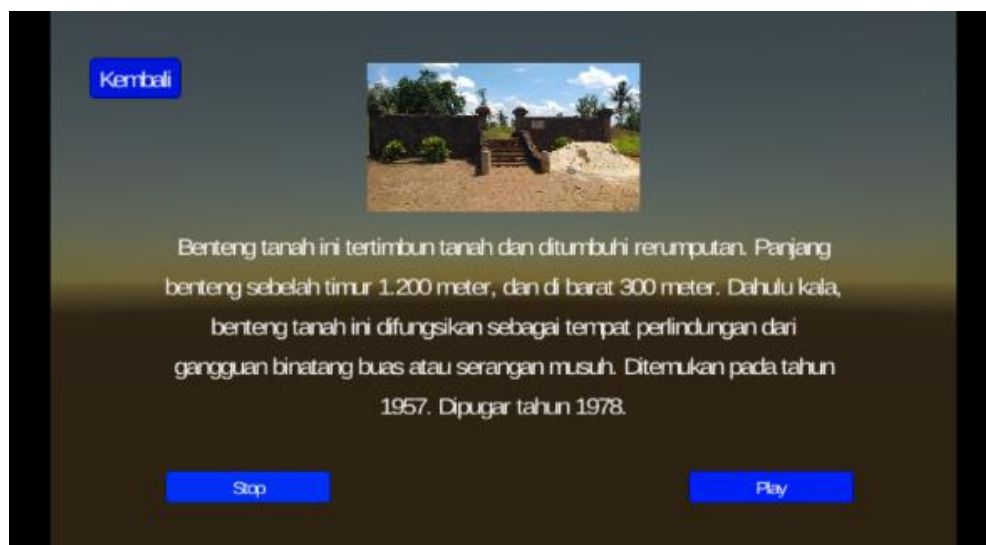 Kembali
Benteng tanah ini tertimbun tanah dan ditumbuhi rerumputan. Panjang
benteng sebelah timur 1.200 meter, dan di barat 300 meter. Dahulu kala,
benteng tanah ini difungsikan sebagai tempat perlindungan dari
gangguan binatang buas atau serangan musuh. Ditemukan pada tahun
1957. Dipugar tahun 1978.
Stop
Play